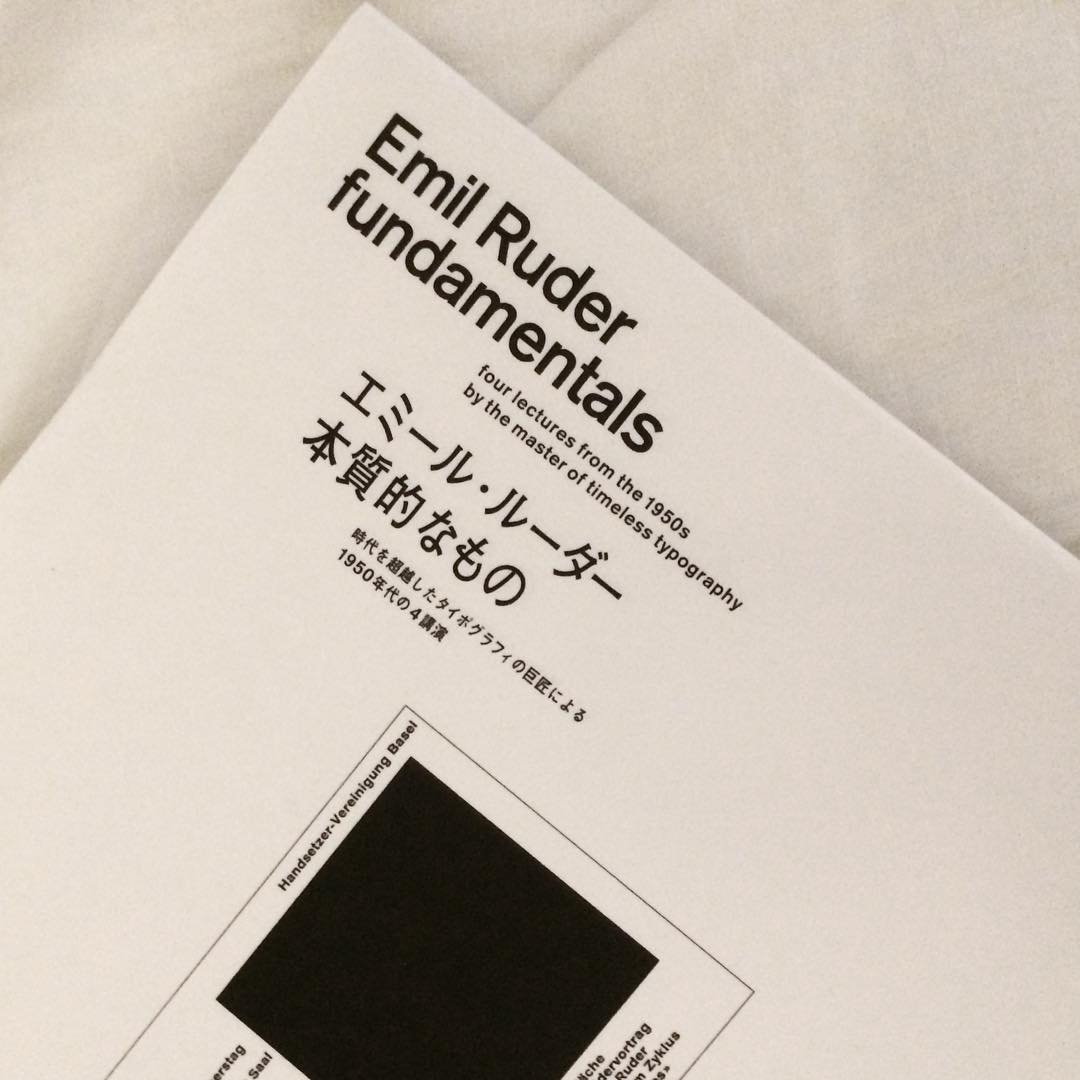 Emil Ruder
fundamentals
four lectures from the 1950s
by the master of timeless typography
エミール・ルーダー
本質的なもの
時代を超越したタイポグラフィの巨匠による
1950年代の4講演
Handsetzer-Vereinigung Basel
Saal
Ruder
Zyklus